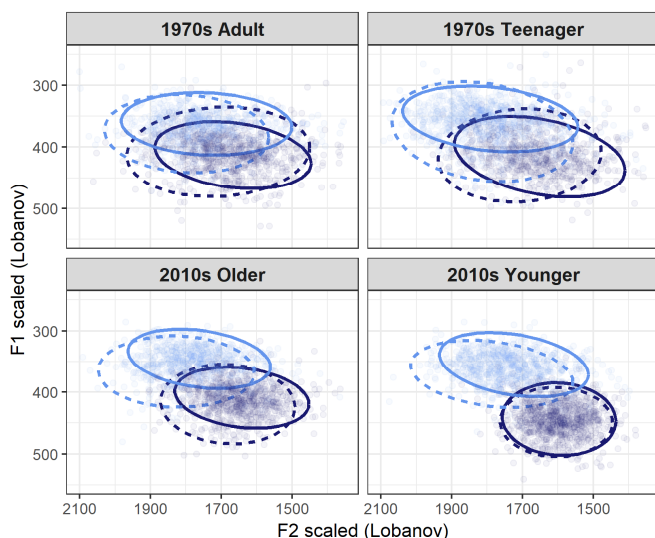 1970s Adult
1970s Teenager
300
400
500
2010s Older
2010s Younger
300
400
500
2100 1900 1700 1500
2100 1900 1700 1500
F1 scaled (Lobanov)
F2 scaled (Lobanov)